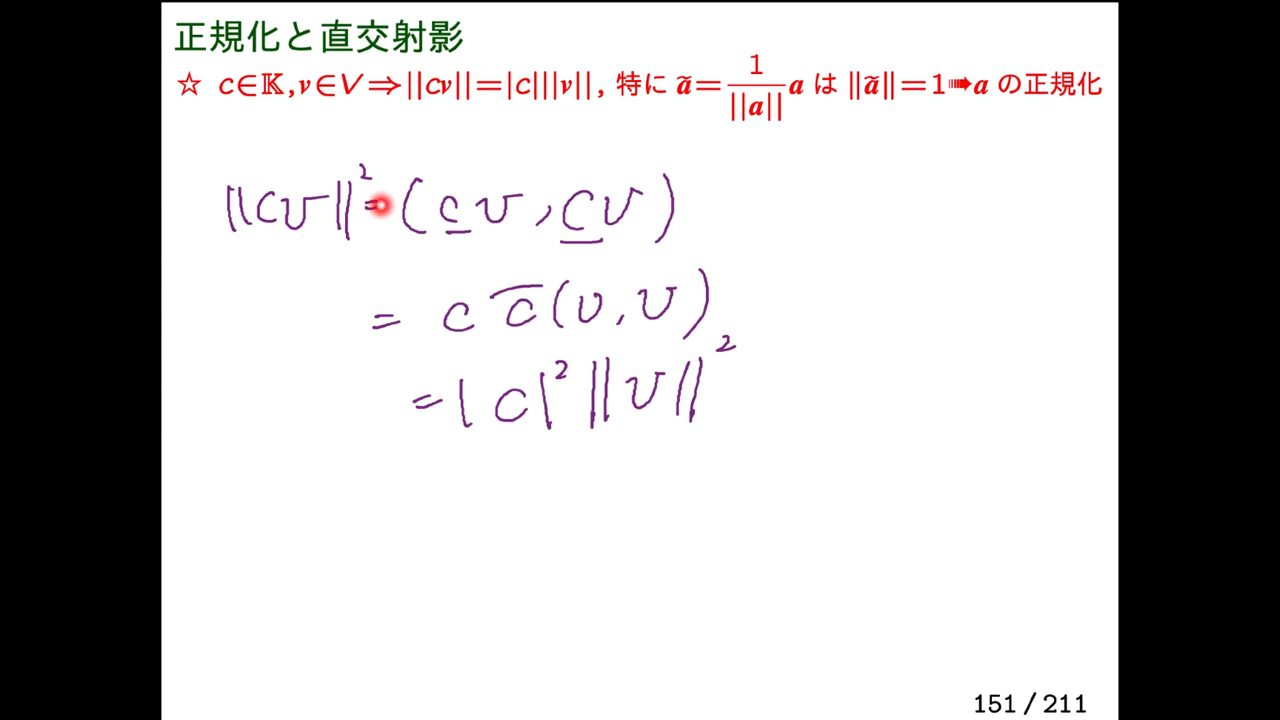 正規化と直交射影
☆ c∈𝕂,v∈V⇒||cv||=|c|||v||, 特に ã=1/||a|| a は ||ã||=1➠a の正規化
||cv||²=(cv,cv)
=cc̅(v,v)
=|c|²||v||²
151/211